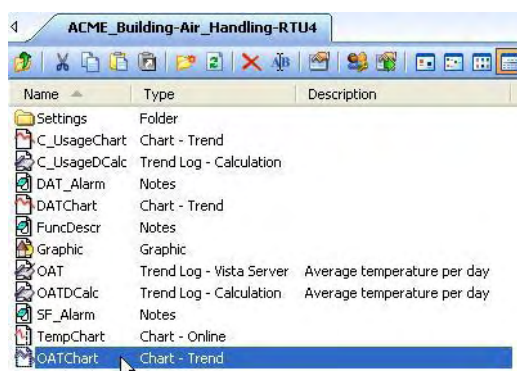 ACME_Building-Air_Handling-RTU4
Name Type Description
Settings Folder
C_UsageChart Chart - Trend
C_UsageDCalc Trend Log - Calculation
DAT_Alarm Notes
DATChart Chart - Trend
FuncDescr Notes
Graphic Graphic
OAT Trend Log - Vista Server Average temperature per day
OATDCalc Trend Log - Calculation Average temperature per day
SF_Alarm Notes
TempChart Chart - Online
OATChart Chart - Trend